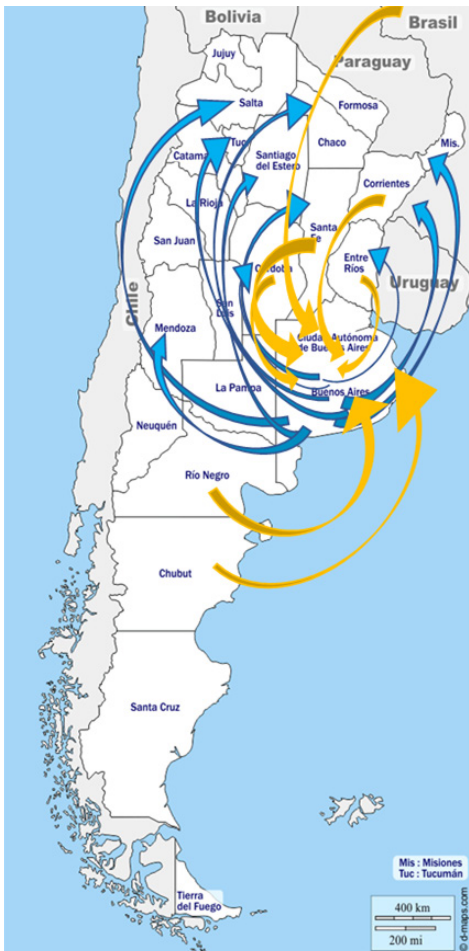 Bolivia
Brasil
Jujuy
Paraguay
Salta
Formosa
Tuc
Catama
Santiago
del Estero
Chaco
Mis.
Corrientes
La Rioja
San Juan
Santa
Fe
Entre
Ríos
Córdoba
Uruguay
Chile
San
Luis
Mendoza
Ciudad Autónoma
de Buenos Aires
La Pampa
Buenos Aires
Neuquén
Río Negro
Chubut
Santa Cruz
Mis : Misiones
Tuc : Tucumán
Tierra
del Fuego
400 km
200 mi
d-maps.com